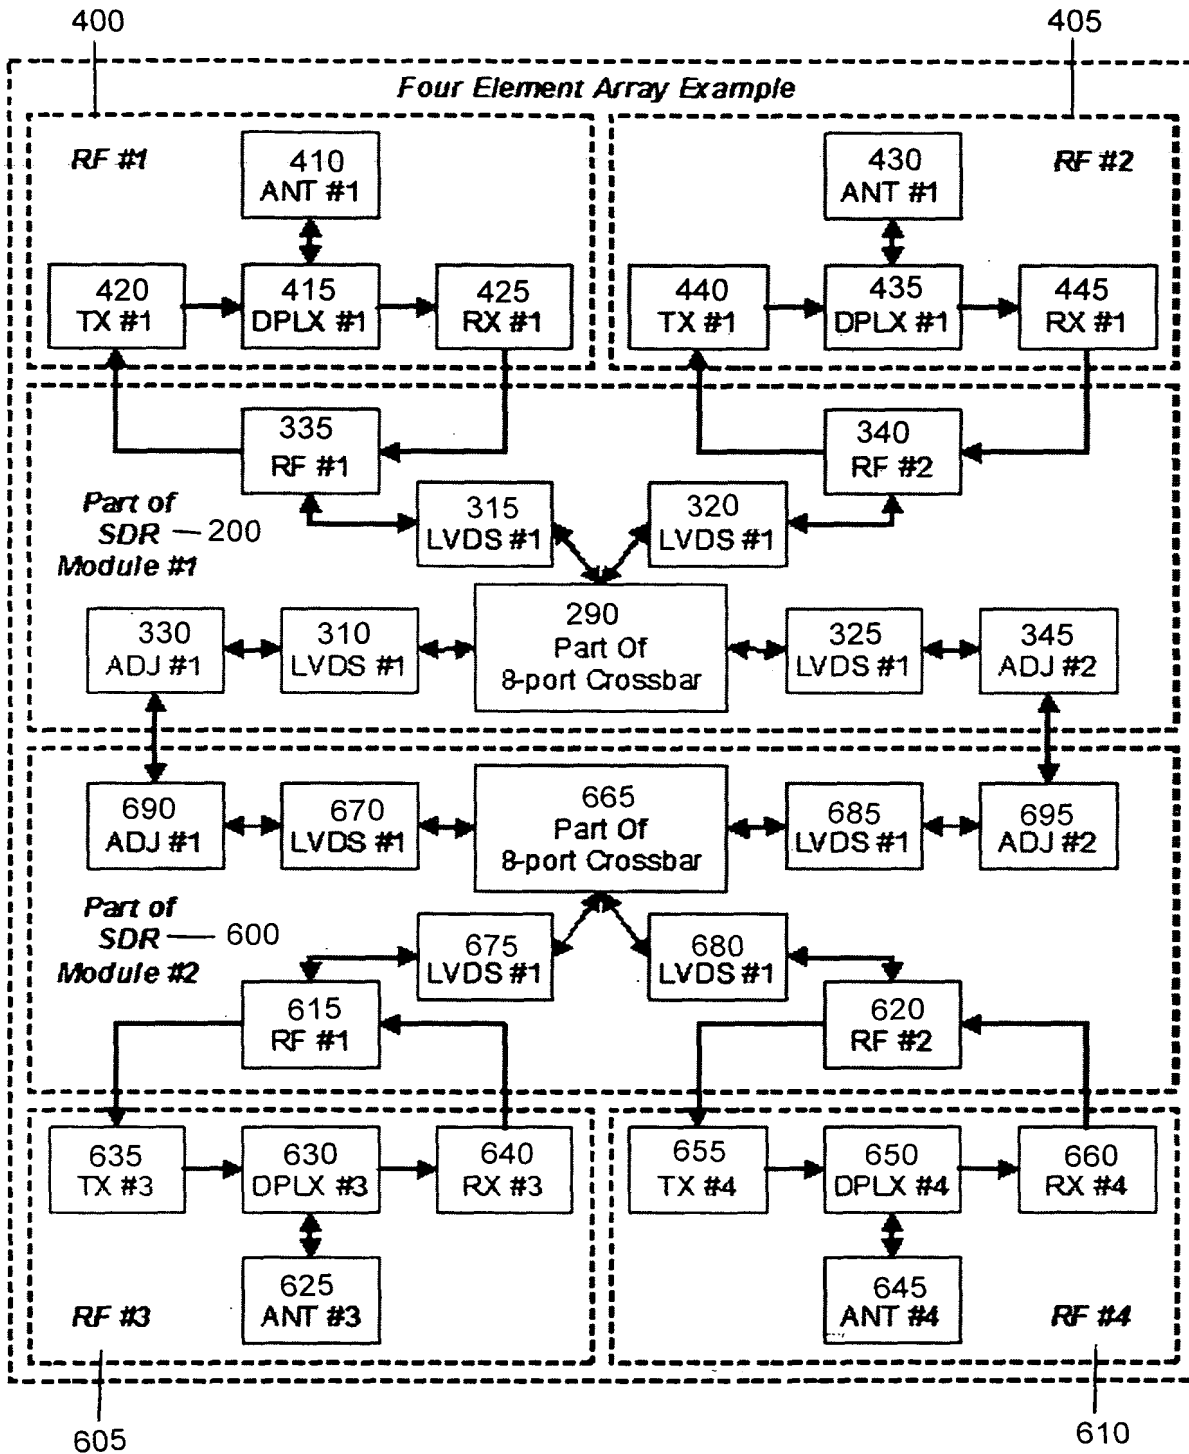 400
405
Four Element Array Example
RF #1
410
ANT #1
430
ANT #1
RF #2
420
TX #1
415
DPLX #1
425
RX #1
440
TX #1
435
DPLX #1
445
RX #1
335
RF #1
340
RF #2
Part of
SDR
Module #1
200
315
LVDS #1
320
LVDS #1
330
ADJ #1
310
LVDS #1
290
Part Of
8-port Crossbar
325
LVDS #1
345
ADJ #2
690
ADJ #1
670
LVDS #1
665
Part Of
8-port Crossbar
685
LVDS #1
695
ADJ #2
Part of
SDR
Module #2
600
675
LVDS #1
680
LVDS #1
615
RF #1
620
RF #2
635
TX #3
630
DPLX #3
640
RX #3
655
TX #4
650
DPLX #4
660
RX #4
RF #3
625
ANT #3
645
ANT #4
RF #4
605
610